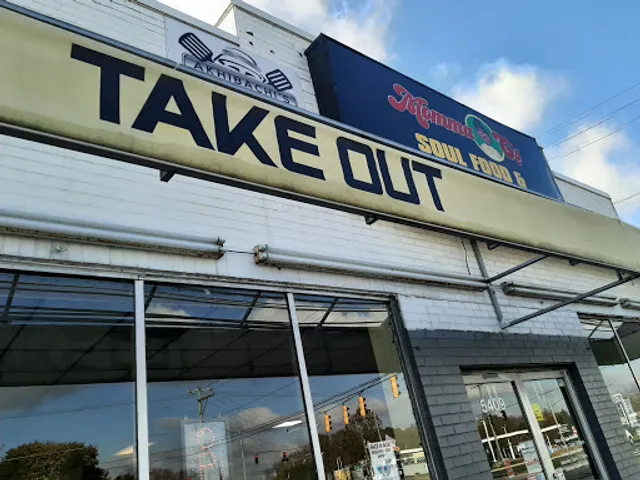 AKHIBACHI'S
TAKE OUT
Momma
SOUL FOOD &
5409